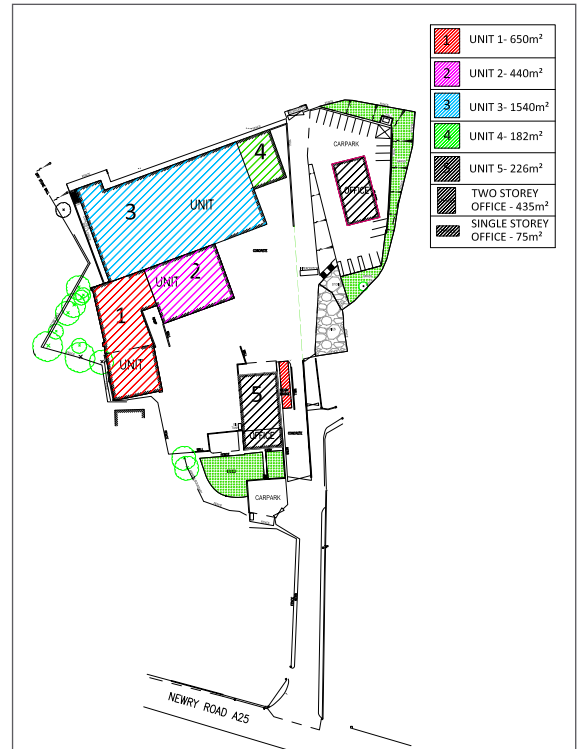 1 UNIT 1- 650m²
2 UNIT 2- 440m²
3 UNIT 3- 1540m²
4 UNIT 4- 182m²
5 UNIT 5- 226m²
TWO STOREY
OFFICE - 435m²
SINGLE STOREY
OFFICE - 75m²
CARPARK
4
OFFICE
3
UNIT
2
UNIT
1
UNIT
5
OFFICE
CARPARK
NEWRY ROAD A25